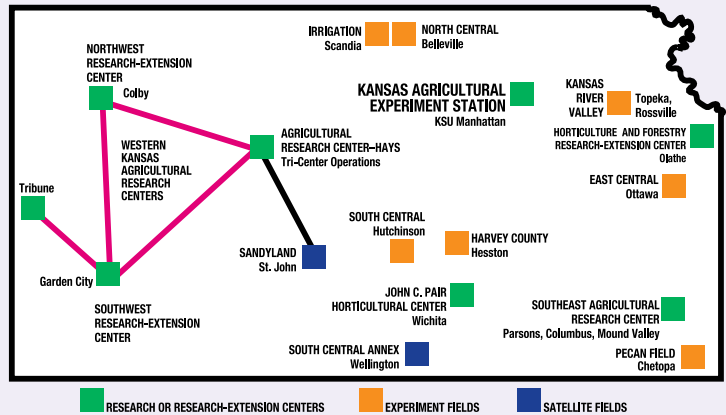 IRRIGATION
Scandia
NORTH CENTRAL
Belleville
NORTHWEST
RESEARCH-EXTENSION
CENTER
Colby
KANSAS AGRICULTURAL
EXPERIMENT STATION
KSU Manhattan
KANSAS
RIVER
VALLEY
Topeka,
Rossville
HORTICULTURE AND FORESTRY
RESEARCH-EXTENSION CENTER
Olathe
AGRICULTURAL
RESEARCH CENTER-HAYS
Tri-Center Operations
WESTERN
KANSAS
AGRICULTURAL
RESEARCH
CENTERS
Tribune
EAST CENTRAL
Ottawa
SOUTH CENTRAL
Hutchinson
HARVEY COUNTY
Hesston
SANDYLAND
St. John
Garden City
SOUTHWEST
RESEARCH-EXTENSION
CENTER
JOHN C. PAIR
HORTICULTURAL CENTER
Wichita
SOUTHEAST AGRICULTURAL
RESEARCH CENTER
Parsons, Columbus, Mound Valley
SOUTH CENTRAL ANNEX
Wellington
PECAN FIELD
Chetopa
RESEARCH OR RESEARCH-EXTENSION CENTERS
EXPERIMENT FIELDS
SATELLITE FIELDS